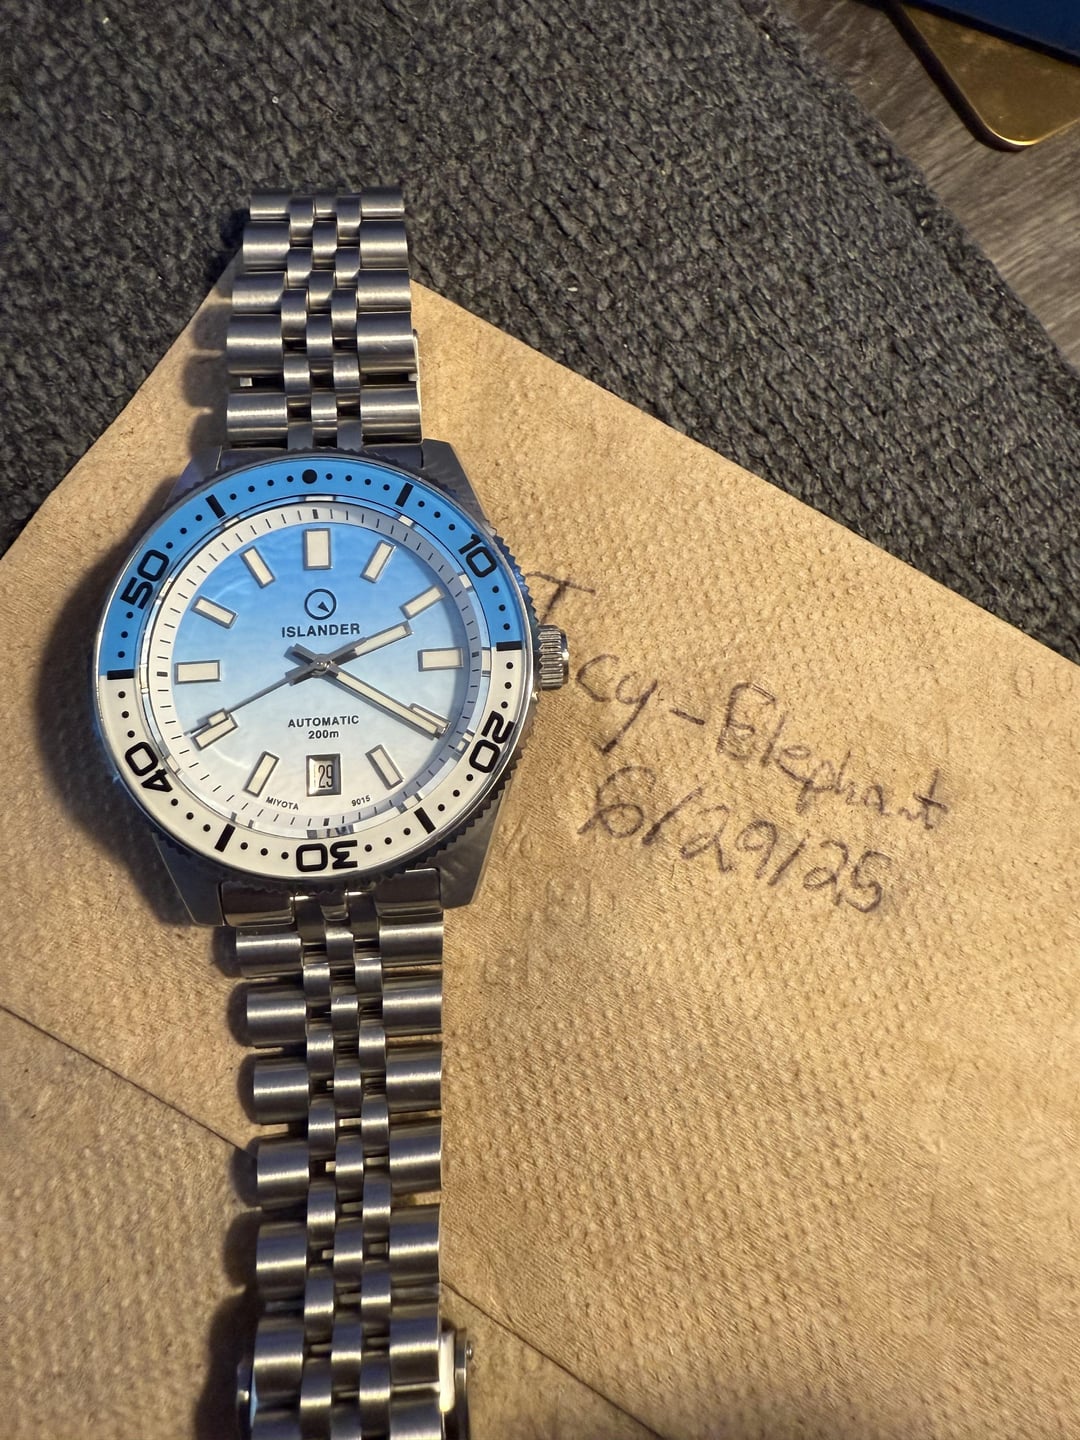 10
50
ISLANDER
AUTOMATIC
200m
20
40
29
MIYOTA 9015
30
Icy-Elephant
6/29/25